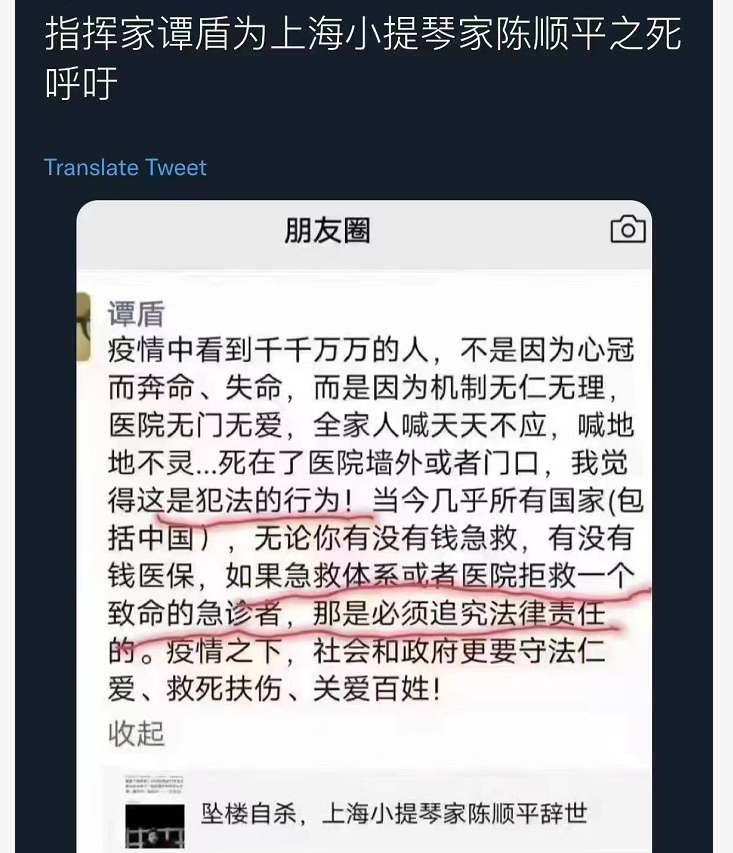 指挥家谭盾为上海小提琴家陈顺平之死
呼吁
Translate Tweet
朋友圈
谭盾
疫情中看到千千万万的人，不是因为心冠
而奔命、失命，而是因为机制无仁无理，
医院无门无爱，全家人喊天天不应，喊地
地不灵...死在了医院墙外或者门口，我觉
得这是犯法的行为！当今几乎所有国家(包
括中国），无论你有没有钱急救，有没有
钱医保，如果急救体系或者医院拒救一个
致命的急诊者，那是必须追究法律责任
的。疫情之下，社会和政府更要守法仁
爱、救死扶伤、关爱百姓!
收起
坠楼自杀，上海小提琴家陈顺平辞世